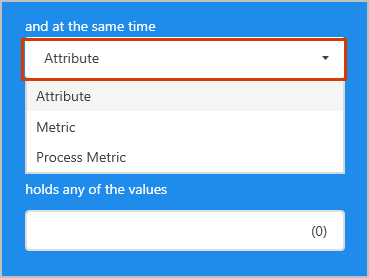 and at the same time
Attribute
Attribute
Metric
Process Metric
holds any of the values
(0)